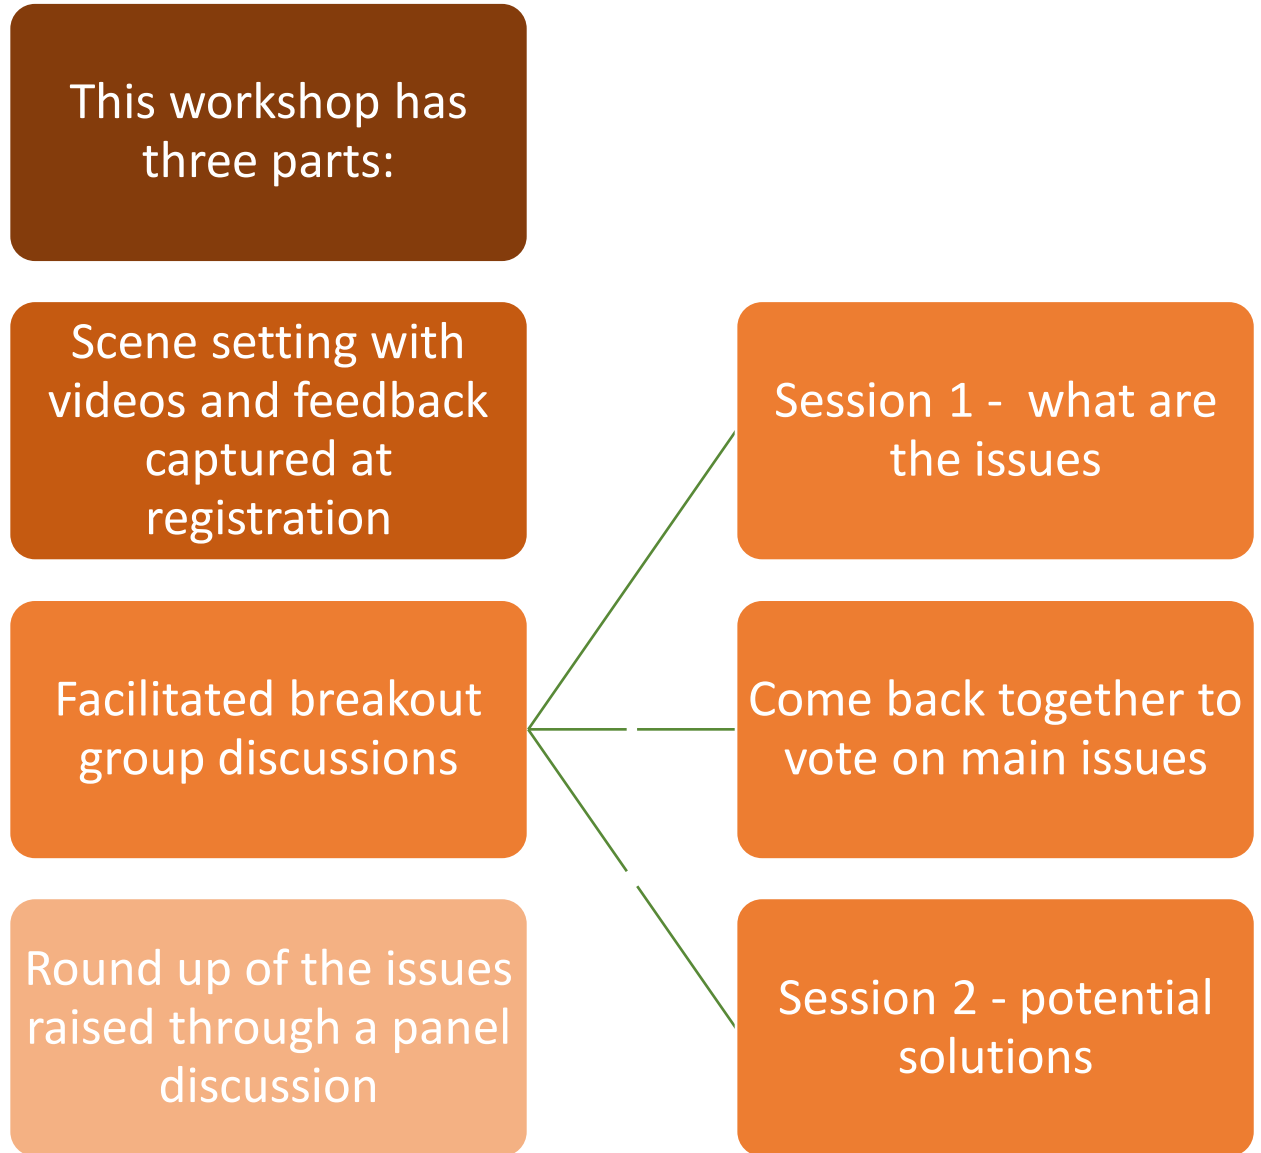 This workshop has
three parts:
Scene setting with
videos and feedback
captured at
registration
Facilitated breakout
group discussions
Round up of the issues
raised through a panel
discussion
Session 1 -  what are
the issues
Come back together to
vote on main issues
Session 2 - potential
solutions